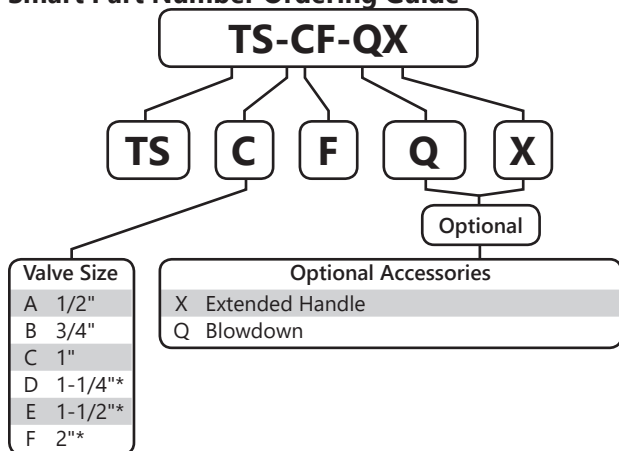 Smart Part Number Ordering Guide
TS-CF-QX
TS C F Q X
Optional
Valve Size
A 1/2"
B 3/4"
C 1"
D 1-1/4"*
E 1-1/2"*
F 2"*
Optional Accessories
X Extended Handle
Q Blowdown